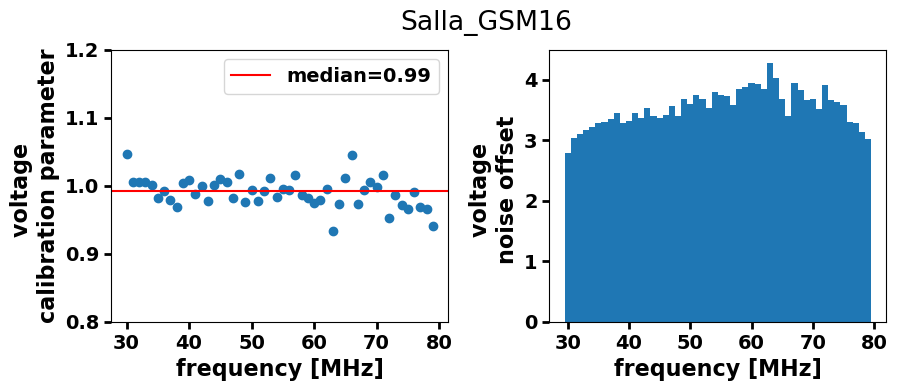 Salla_GSM16
voltage
calibration parameter
1.2
1.1
1.0
0.9
0.8
median=0.99
30
40
50
60
70
80
frequency [MHz]
voltage
noise offset
4
3
2
1
0
30
40
50
60
70
80
frequency [MHz]